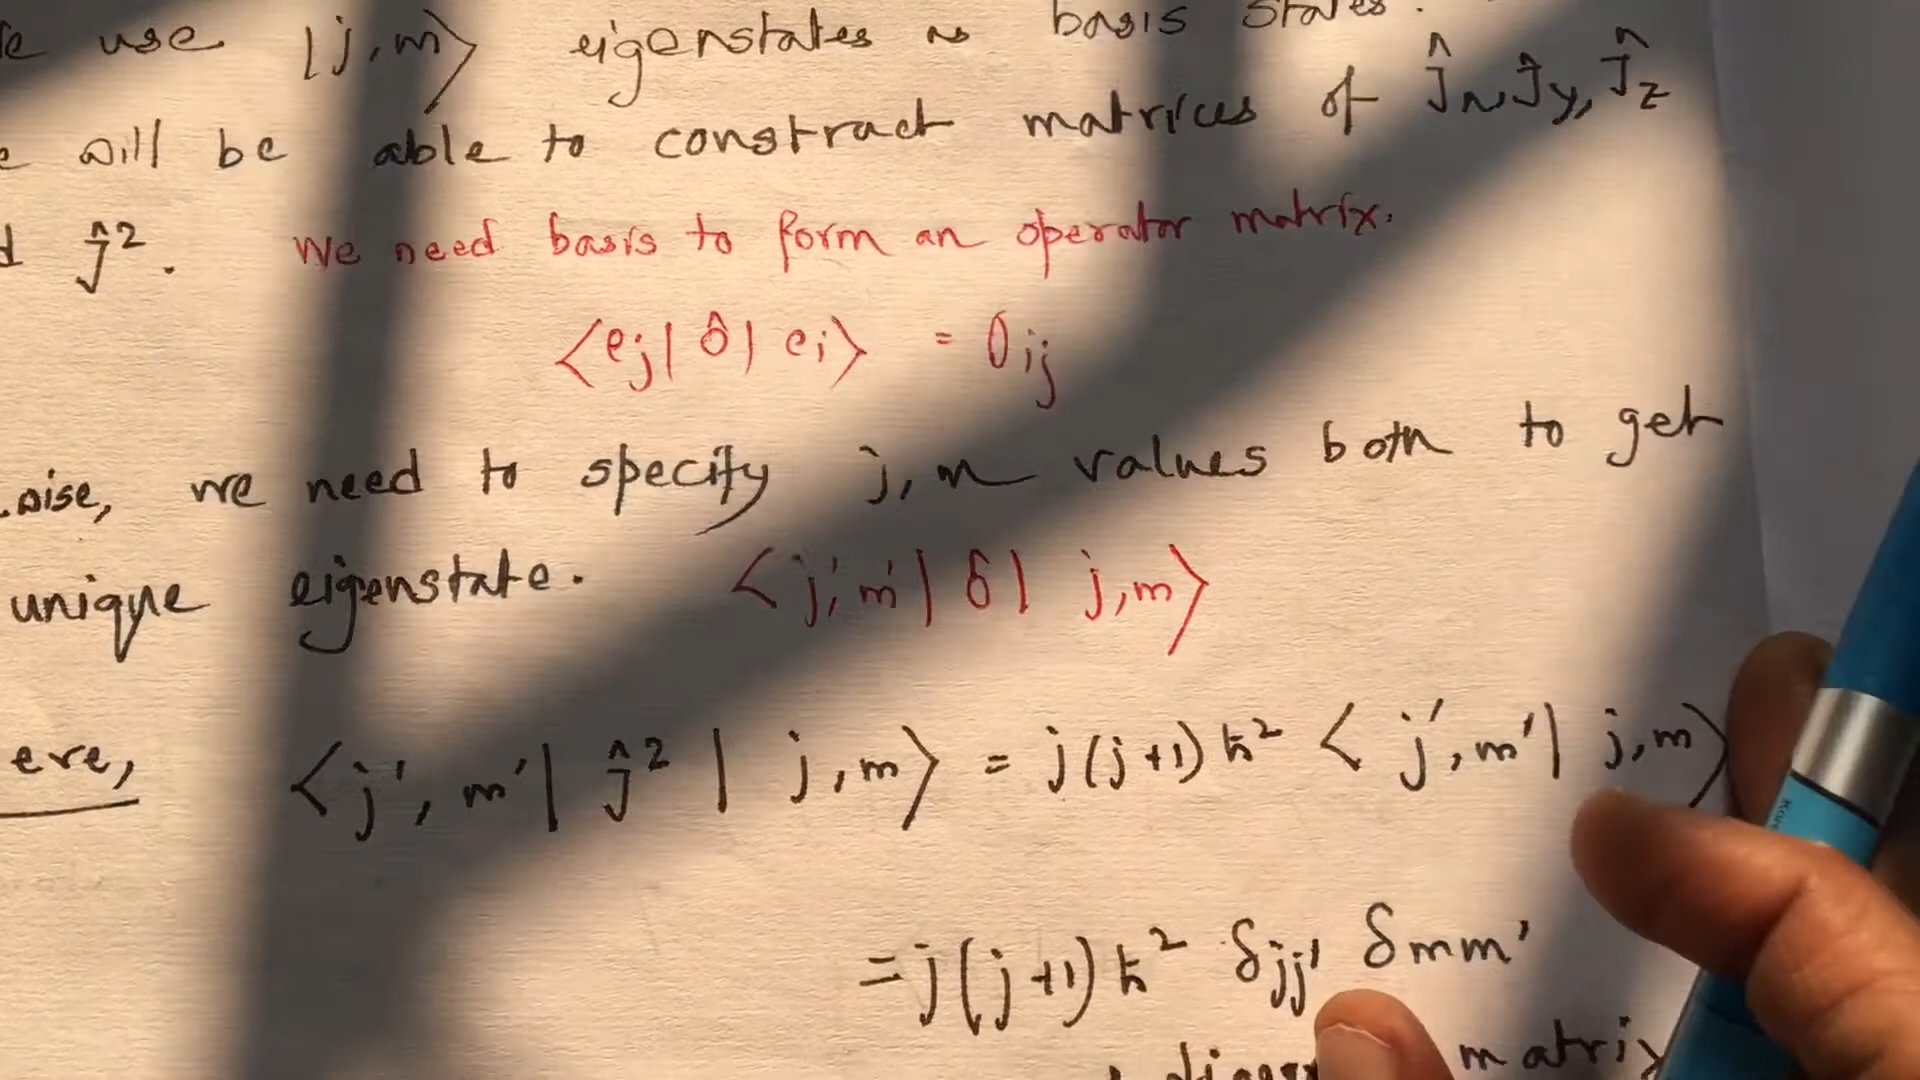 use |j,m⟩ eigenstates as basis states.
will be able to construct matrices of Ĵx, Ĵy, Ĵz
Ĵ². We need basis to form an operator matrix.
⟨ej| Ô | ei⟩ = Oij
wise, we need to specify j, m values both to get
unique eigenstate. ⟨j', m'| Ô | j,m⟩
ere, ⟨j', m'| Ĵ² | j,m⟩ = j(j+1)ħ² ⟨j', m'| j,m⟩
= j(j+1)ħ² δjj' δmm'
matrix